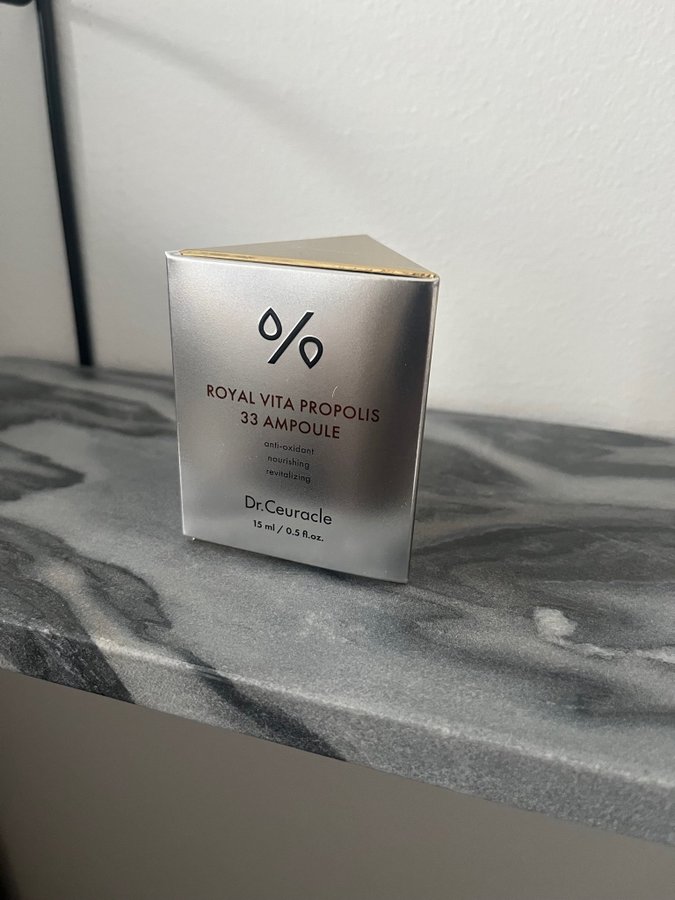 %
ROYAL VITA PROPOLIS
33 AMPOULE
anti-oxidant
nourishing
revitalizing
Dr.Ceuracle
15 ml / 0.5 fl.oz.